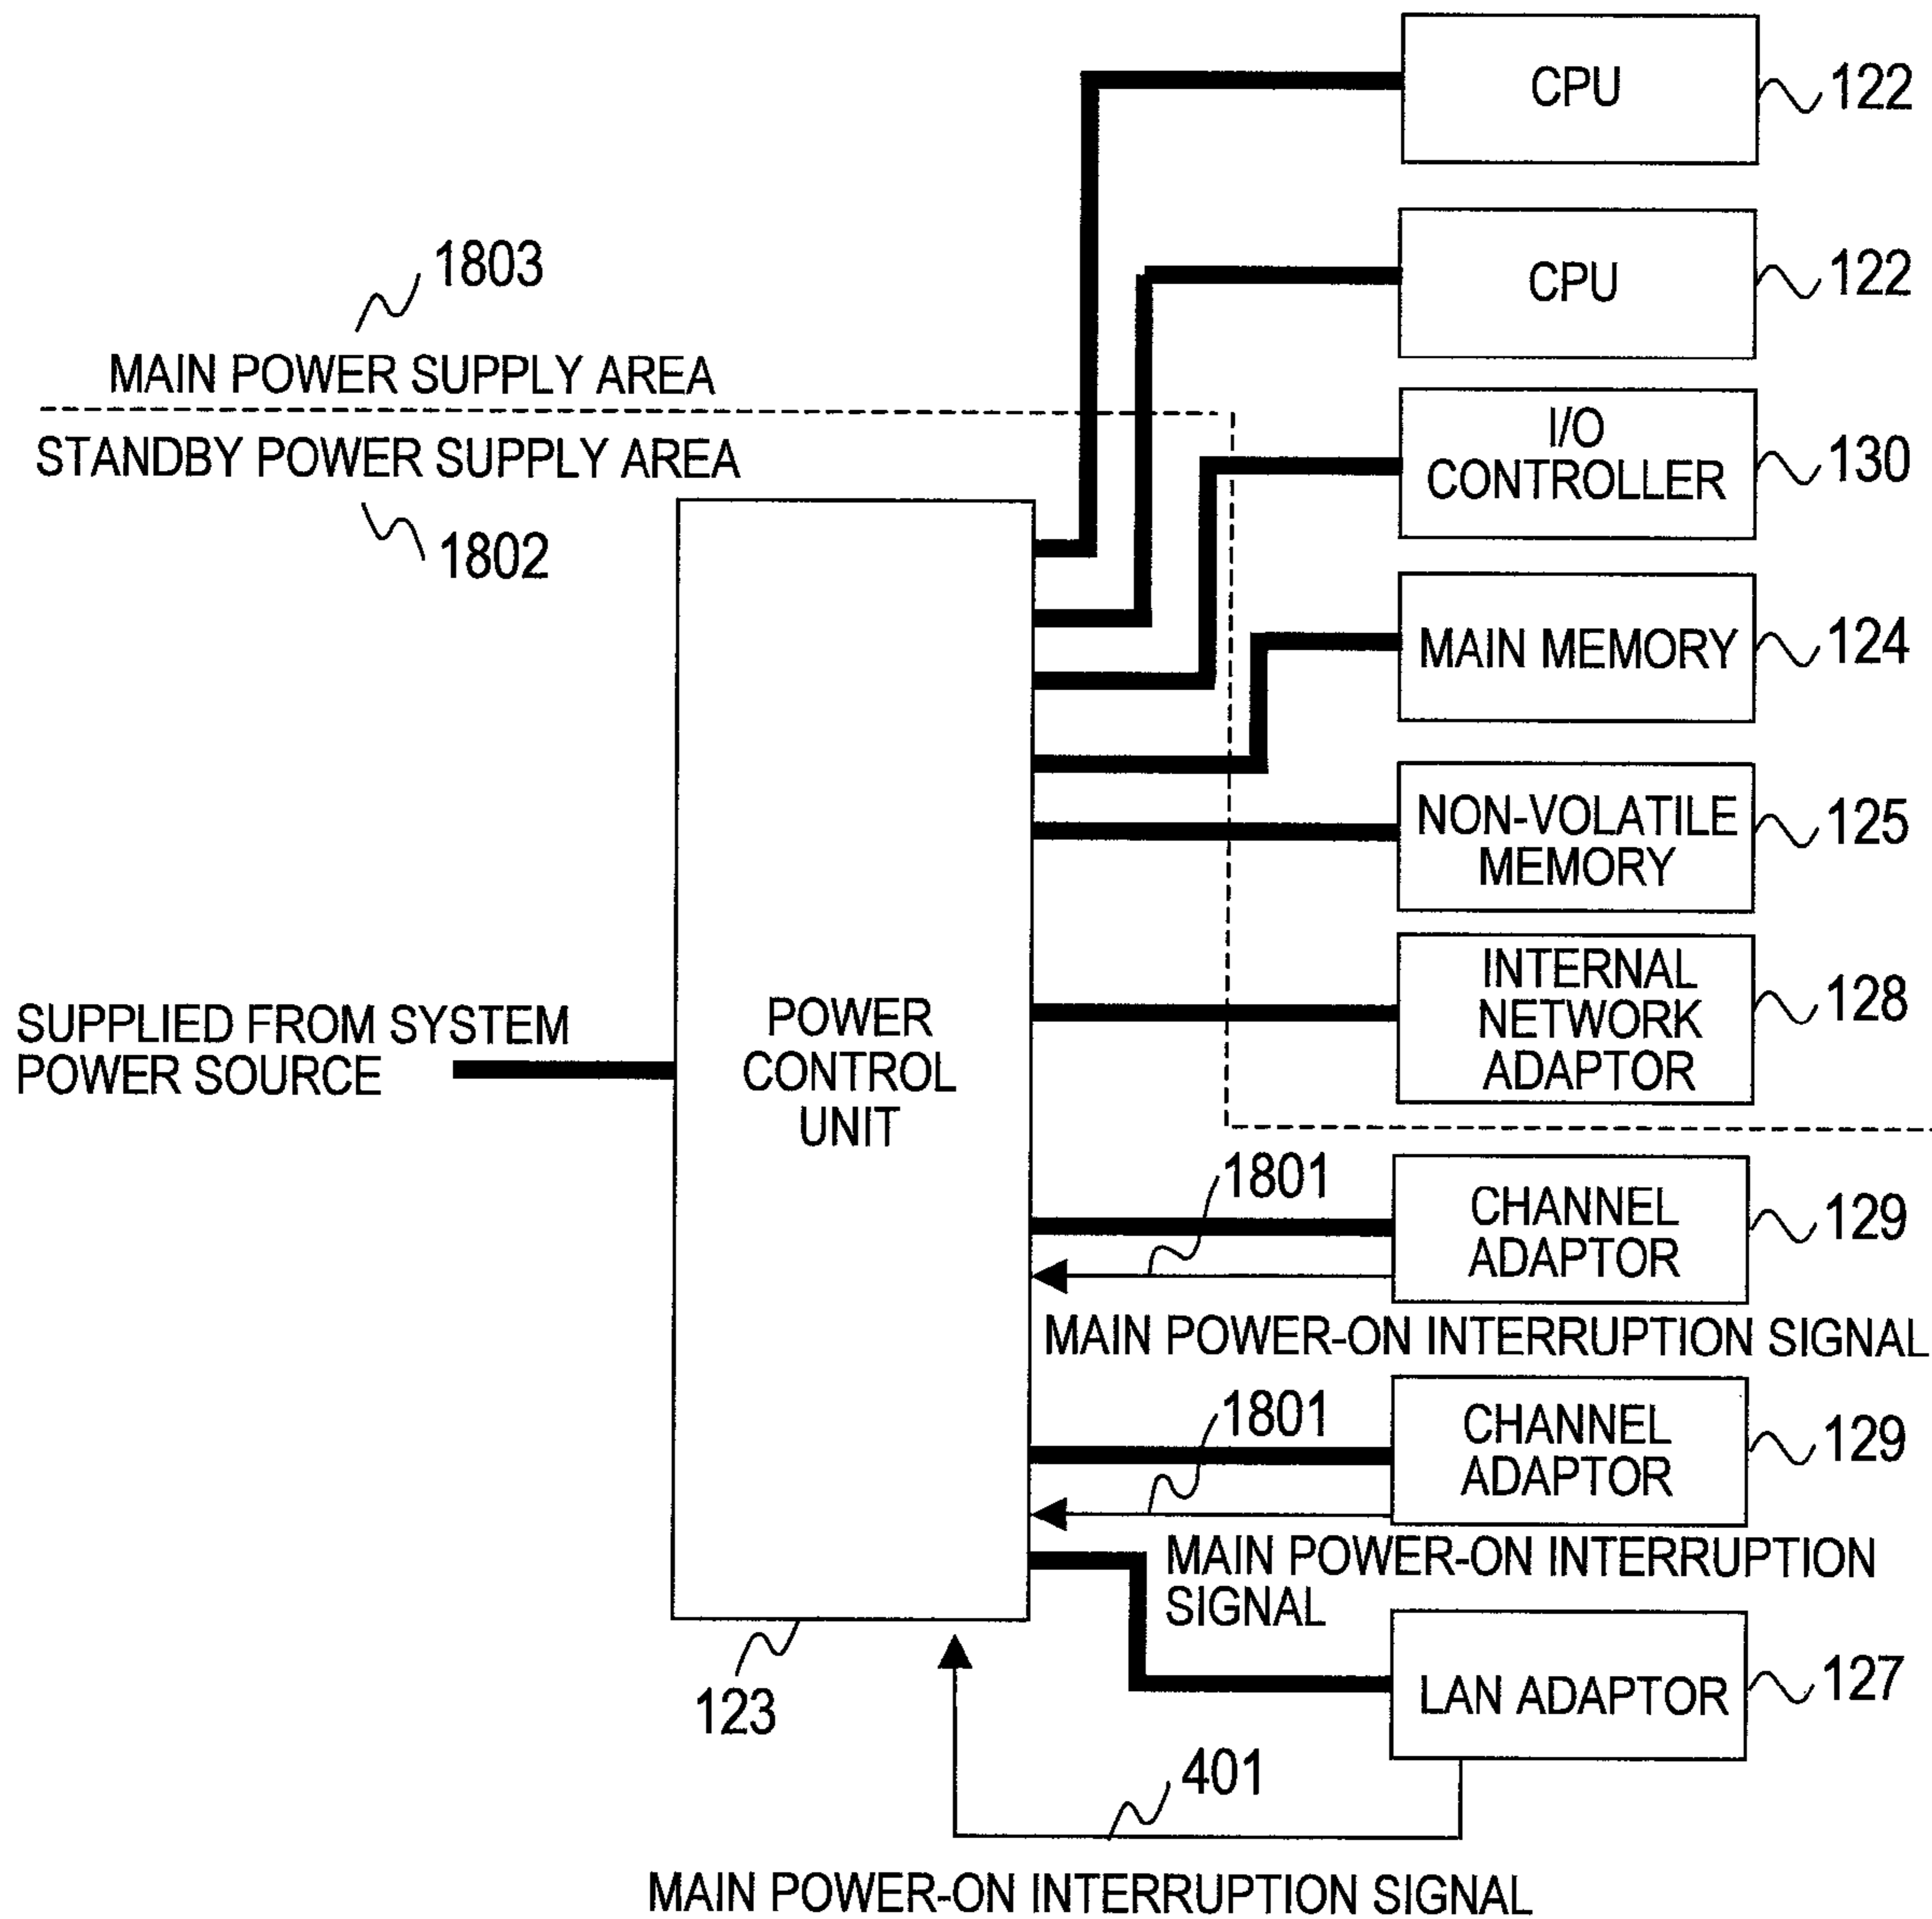 CPU
122
CPU
122
1803
MAIN POWER SUPPLY AREA
STANDBY POWER SUPPLY AREA
1802
I/O
CONTROLLER
130
MAIN MEMORY
124
NON-VOLATILE
MEMORY
125
INTERNAL
NETWORK
ADAPTOR
128
SUPPLIED FROM SYSTEM
POWER SOURCE
POWER
CONTROL
UNIT
1801
CHANNEL
ADAPTOR
129
MAIN POWER-ON INTERRUPTION SIGNAL
1801
CHANNEL
ADAPTOR
129
MAIN POWER-ON INTERRUPTION
SIGNAL
123
LAN ADAPTOR
127
401
MAIN POWER-ON INTERRUPTION SIGNAL